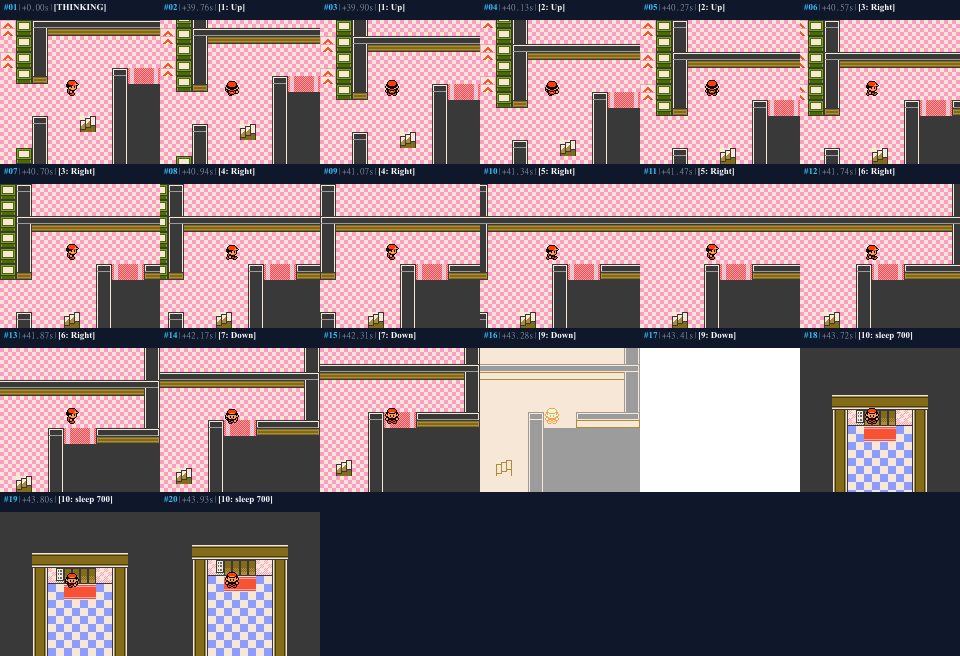 #01 | +0.00s | [THINKING]
#02 | +39.76s | [1: Up]
#03 | +39.90s | [1: Up]
#04 | +40.13s | [2: Up]
#05 | +40.27s | [2: Up]
#06 | +40.57s | [3: Right]
#07 | +40.70s | [3: Right]
#08 | +40.94s | [4: Right]
#09 | +41.07s | [4: Right]
#10 | +41.34s | [5: Right]
#11 | +41.47s | [5: Right]
#12 | +41.74s | [6: Right]
#13 | +41.87s | [6: Right]
#14 | +42.17s | [7: Down]
#15 | +42.31s | [7: Down]
#16 | +43.28s | [9: Down]
#17 | +43.41s | [9: Down]
#18 | +43.72s | [10: sleep 700]
#19 | +43.80s | [10: sleep 700]
#20 | +43.93s | [10: sleep 700]